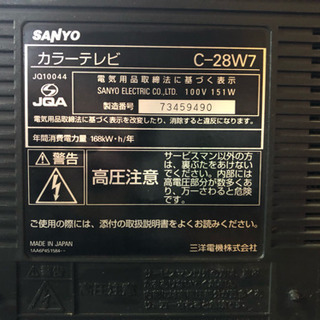 SANYO
カラーテレビ C-28W7
JQ10044
JQA
電気用品取締法に基づく表示
SANYO ELECTRIC CO., LTD. 100V 151W
製造番号 73459490
電気用品取締法に基づく表示を改変したり、消除すると違反になります。
年間消費電力量 168kW・h/年
警告
高圧注意
サービスマン以外の方は、裏ぶたをあけないでください。内部には高電圧部分が数多くあり、万一さわると危険です。
ご使用の際には、添付の取扱説明書をよくお読みください。
MADE IN JAPAN
三洋電機株式会社